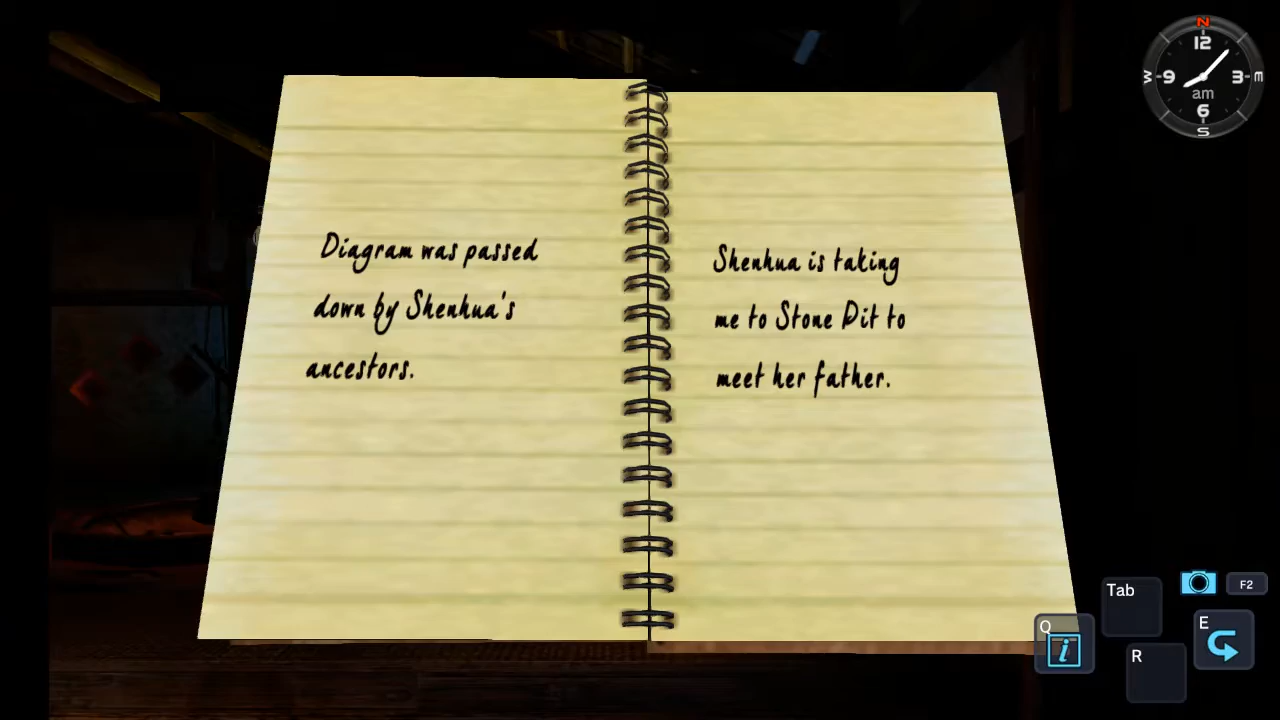 Diagram was passed
down by Shenhua's
ancestors.
Shenhua is taking
me to Stone Pit to
meet her father.
N
12
W
9
3
E
am
6
S
Tab
F2
Q
i
E
R